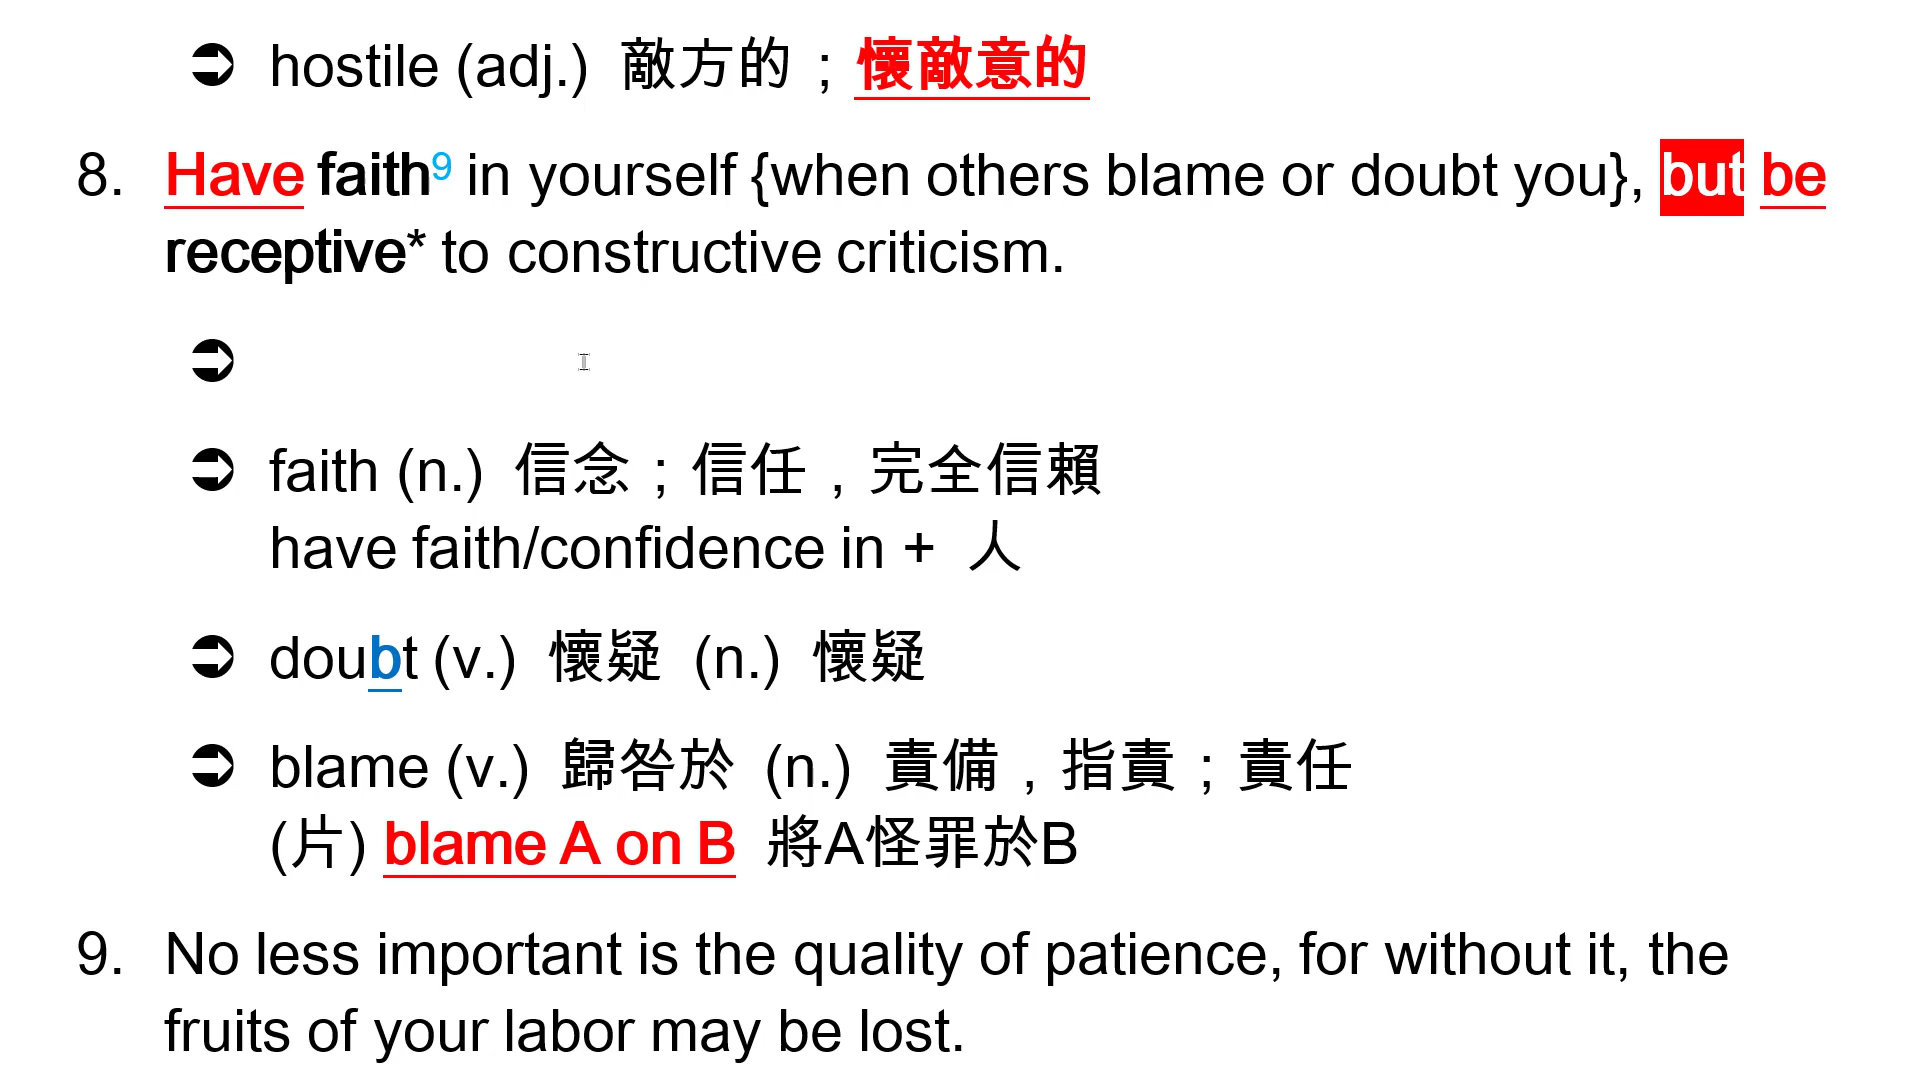 ➲ hostile (adj.) 敵方的；懷敵意的
8. Have faith9 in yourself {when others blame or doubt you}, but be
receptive* to constructive criticism.
➲
➲ faith (n.) 信念；信任，完全信賴
have faith/confidence in + 人
➲ doubt (v.) 懷疑 (n.) 懷疑
➲ blame (v.) 歸咎於 (n.) 責備，指責；責任
(片) blame A on B 將A怪罪於B
9. No less important is the quality of patience, for without it, the
fruits of your labor may be lost.